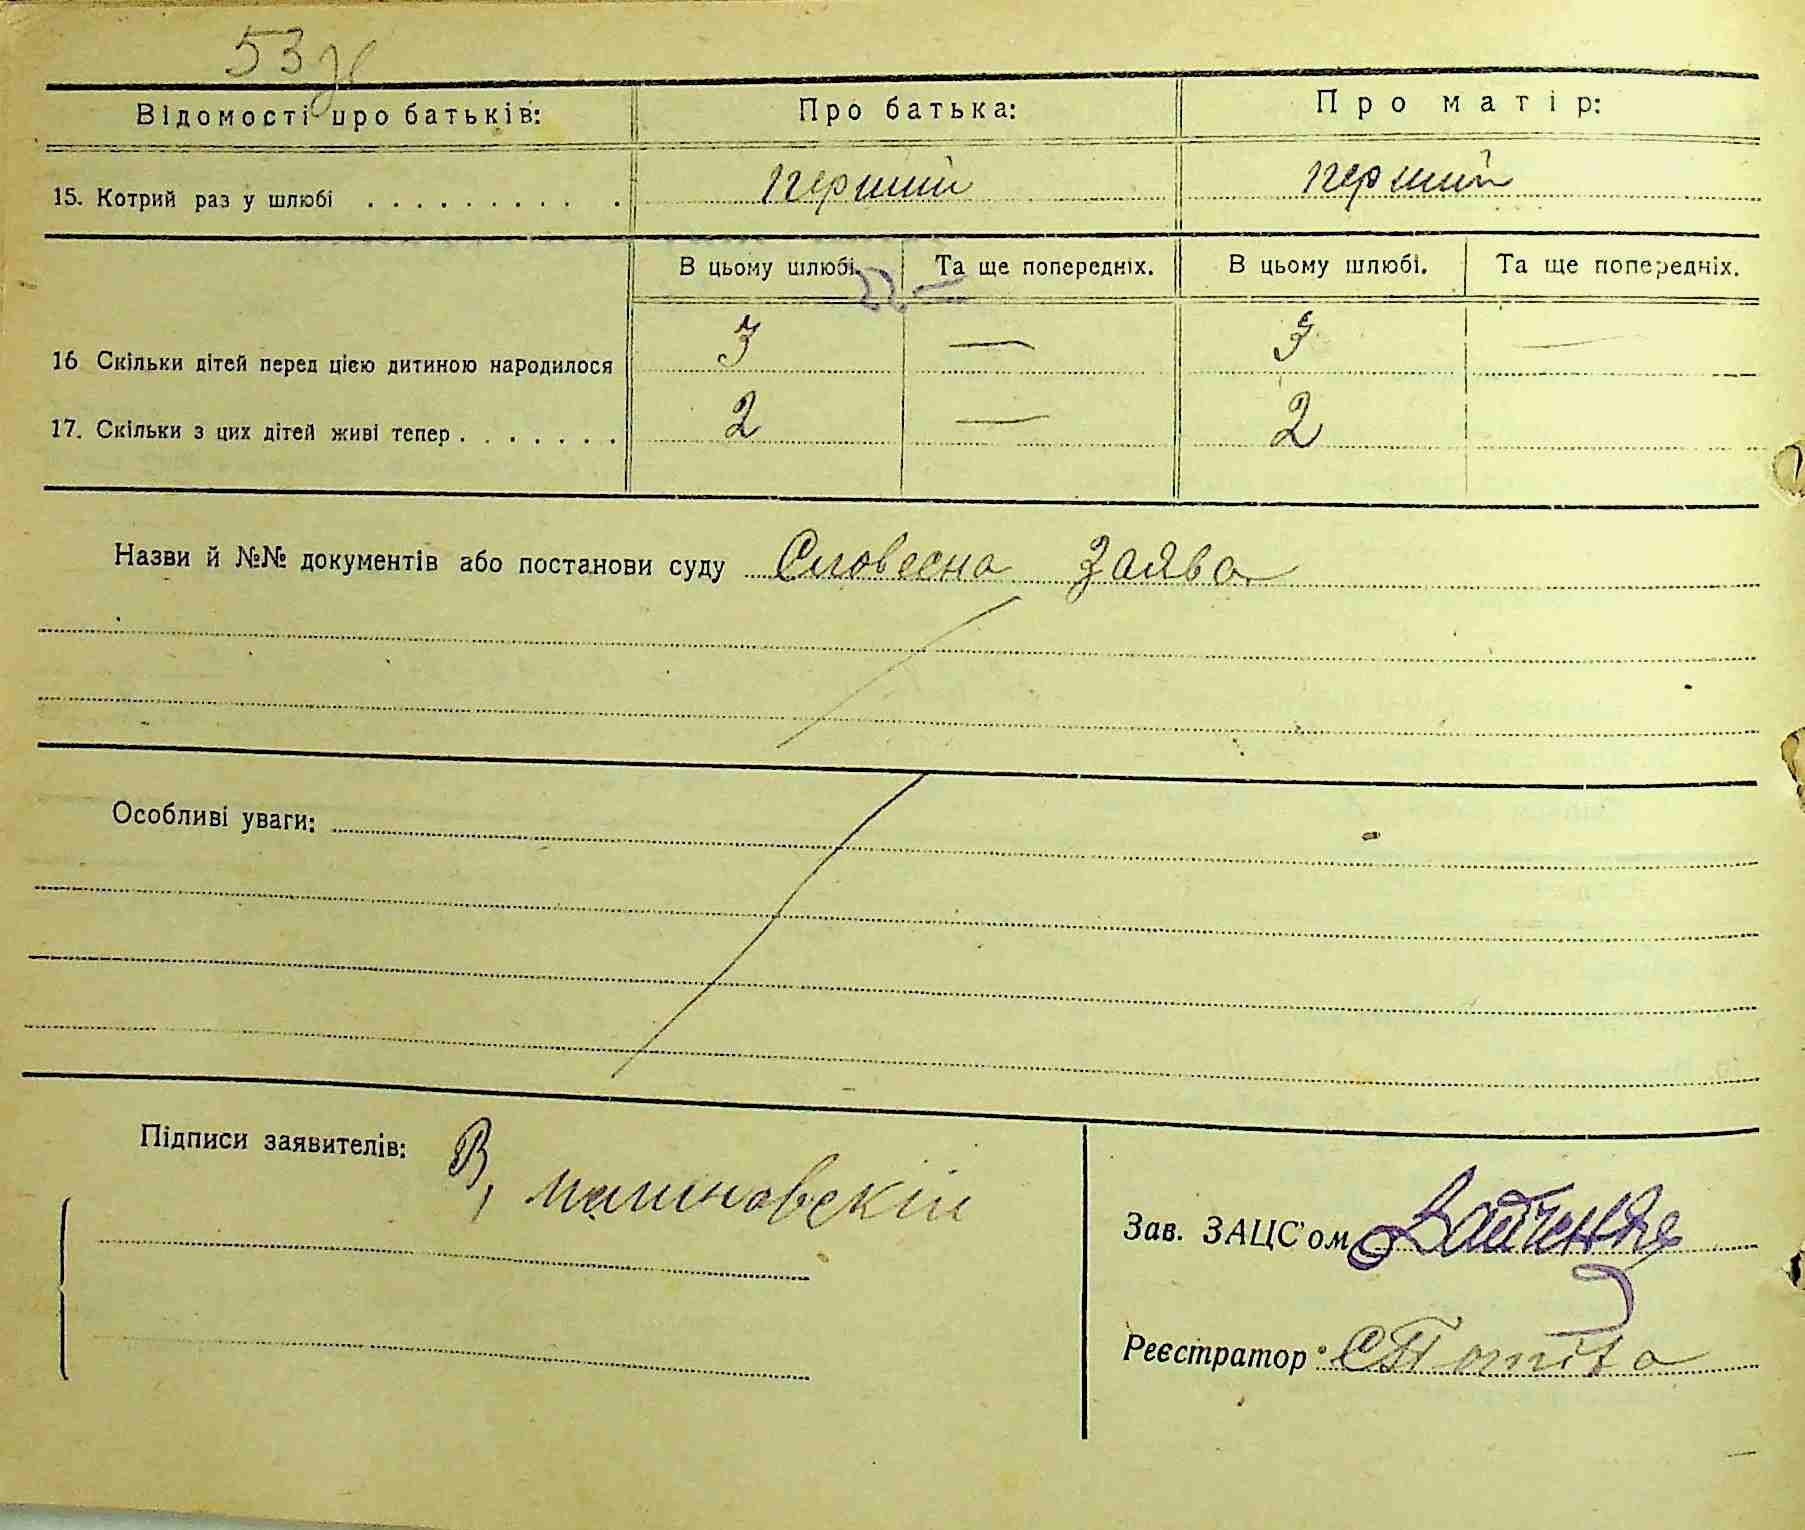 53
Відомості про батьків: Про батька: Про матір:
15. Котрий раз у шлюбі . . . . . . . . . . перший перший
В цьому шлюбі. Та ще попередніх. В цьому шлюбі. Та ще попередніх.
16 Скільки дітей перед цією дитиною народилося 3 — 3 —
17. Скільки з цих дітей живі тепер . . . . . . . 2 — 2
Назви й №№ документів або постанови суду Словесна заява
Особливі уваги:
Підписи заявителів: В,
малиновскій
Зав. ЗАЦС'ом
Реєстратор